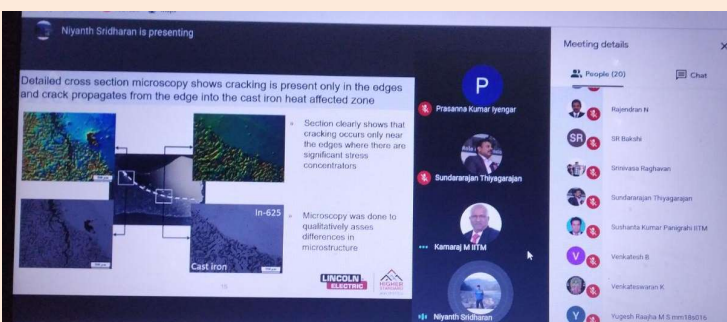 Niyanth Sridharan is presenting
Detailed cross section microscopy shows cracking is present only in the edges
and crack propagates from the edge into the cast iron heat affected zone
Section clearly shows that
cracking occurs only near
the edges where there are
significant stress
concentrators
Microscopy was done to
qualitatively asses
differences in
microstructure
In-625
Cast iron
LINCOLN
ELECTRIC
HIGHER
STANDARD
P
Prasanna Kumar Iyengar
Sundararajan Thiyagarajan
Kamaraj M IITM
Niyanth Sridharan
Meeting details
People (20)
Chat
Rajendran N
SR
SR Bakshi
Srinivasa Raghavan
Sundararajan Thiyagarajan
Sushanta Kumar Panigrahi IITM
V
Venkatesh B
Venkateswaran K
Y
Yugesh Raajha M S mm18s016